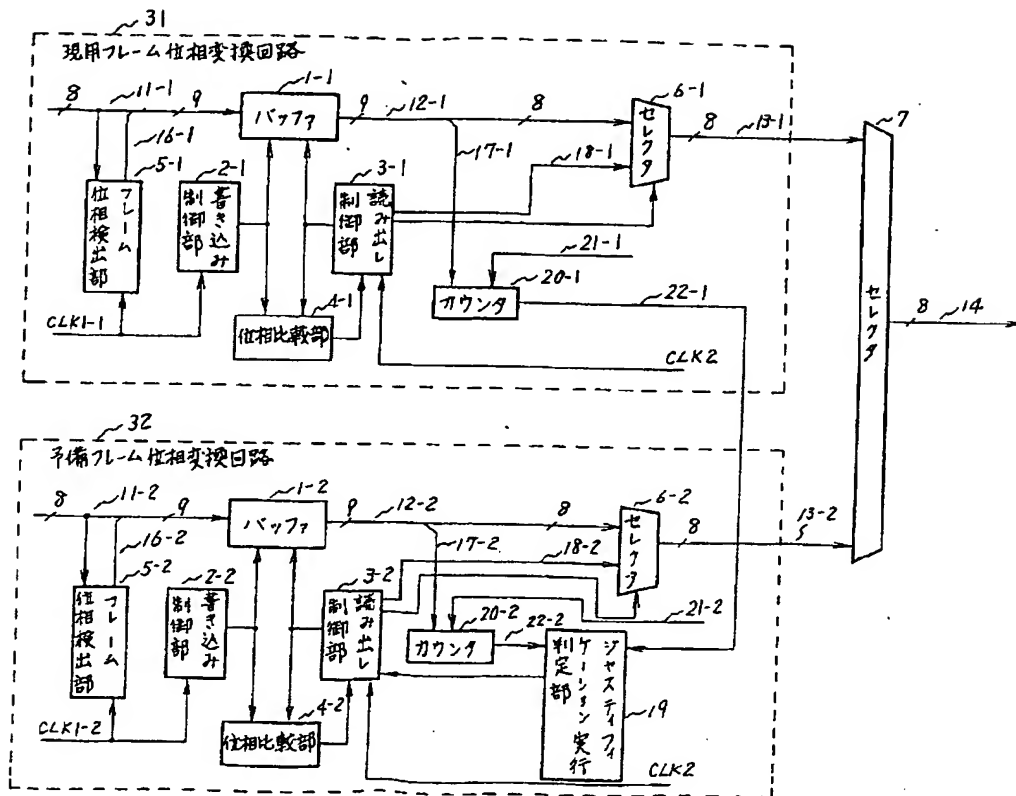 31
現用フレーム位相変換回路
8
11-1
9
1-1
バッファ
9
12-1
8
6-1
セレクタ
8
13-1
7
16-1
17-1
18-1
5-1
フレーム
位相検出部
2-1
書き込み
制御部
3-1
読み出し
制御部
21-1
20-1
カウンタ
22-1
4-1
位相比較部
CLK1-1
CLK2
セレクタ
8
14
32
予備フレーム位相変換回路
8
11-2
9
1-2
バッファ
9
12-2
8
6-2
セレクタ
8
13-2
16-2
17-2
18-2
5-2
フレーム
位相検出部
2-2
書き込み
制御部
3-2
読み出し
制御部
21-2
20-2
カウンタ
22-2
ジャスティフィ
ケーション実行
判定部
19
4-2
位相比較部
CLK1-2
CLK2